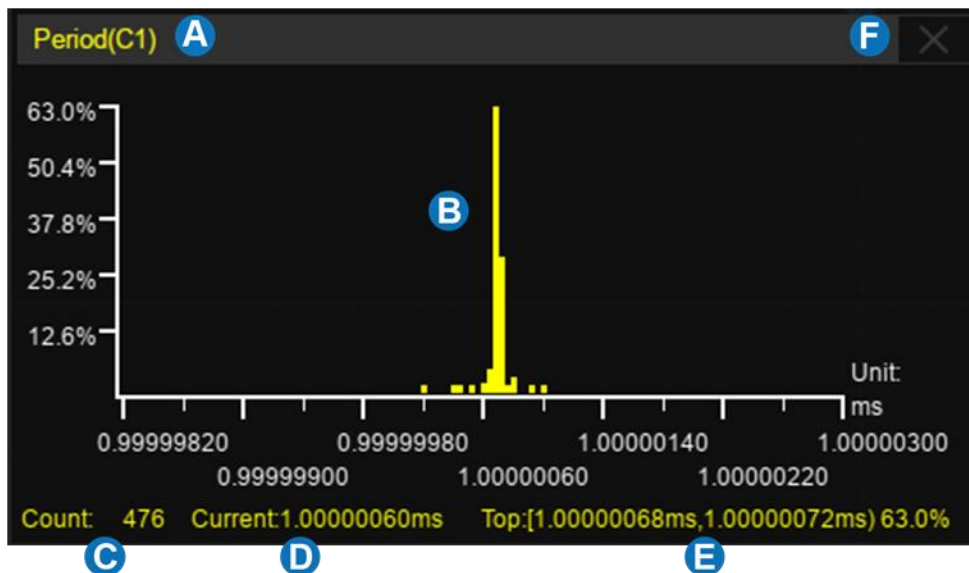 Period(C1) A F
63.0%
50.4%
B
37.8%
25.2%
12.6%
Unit:
ms
0.99999820 0.99999980 1.00000140 1.00000300
0.99999900 1.00000060 1.00000220
Count: 476 Current:1.00000060ms Top:[1.00000068ms,1.00000072ms) 63.0%
C D E